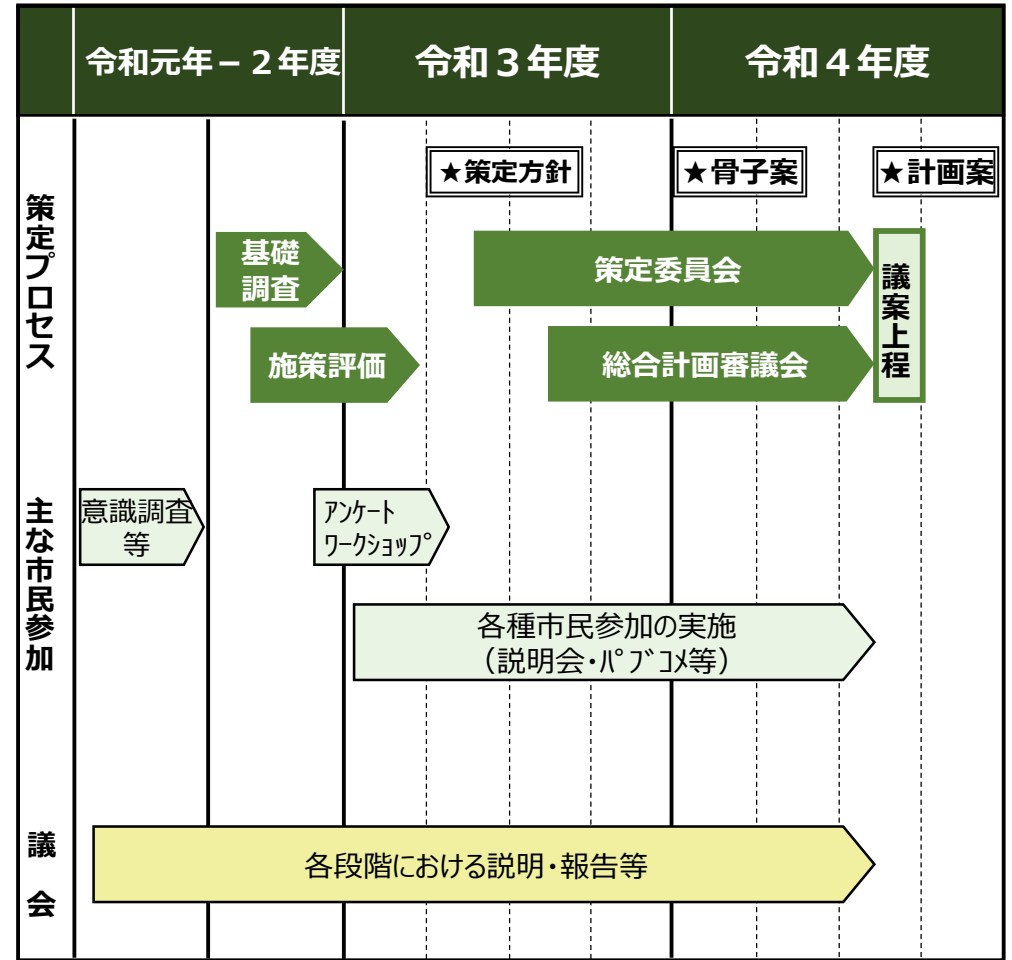 令和元年－２年度
令和３年度
令和４年度
策定プロセス
★策定方針
★骨子案
★計画案
基礎
調査
策定委員会
議案上程
施策評価
総合計画審議会
主な市民参加
意識調査
等
ｱﾝｹｰﾄ
ﾜｰｸｼｮｯﾌﾟ
各種市民参加の実施
（説明会・ﾊﾟﾌﾞｺﾒ等）
議会
各段階における説明・報告等